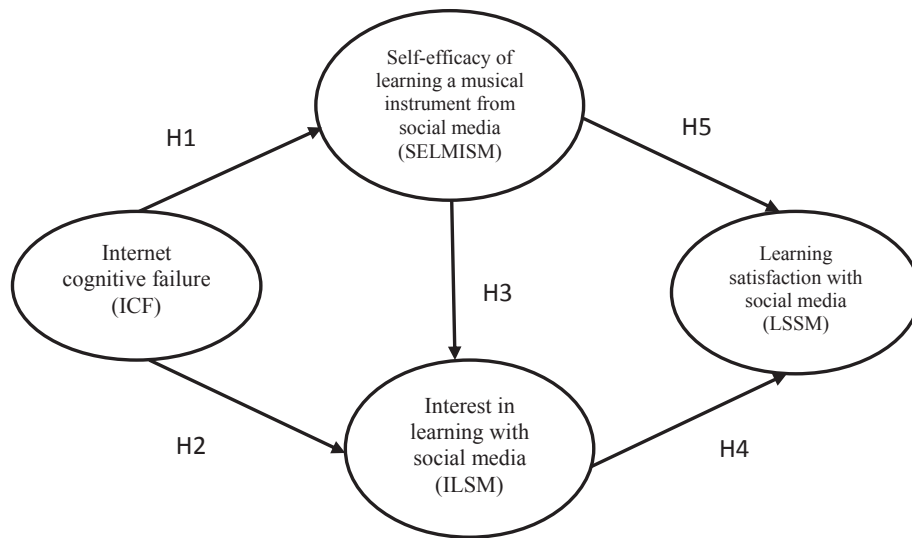 Self-efficacy of
learning a musical
instrument from
social media
(SELMISM)
H1
H5
Internet
cognitive failure
(ICF)
H3
Learning
satisfaction with
social media
(LSSM)
H2
Interest in
learning with
social media
(ILSM)
H4